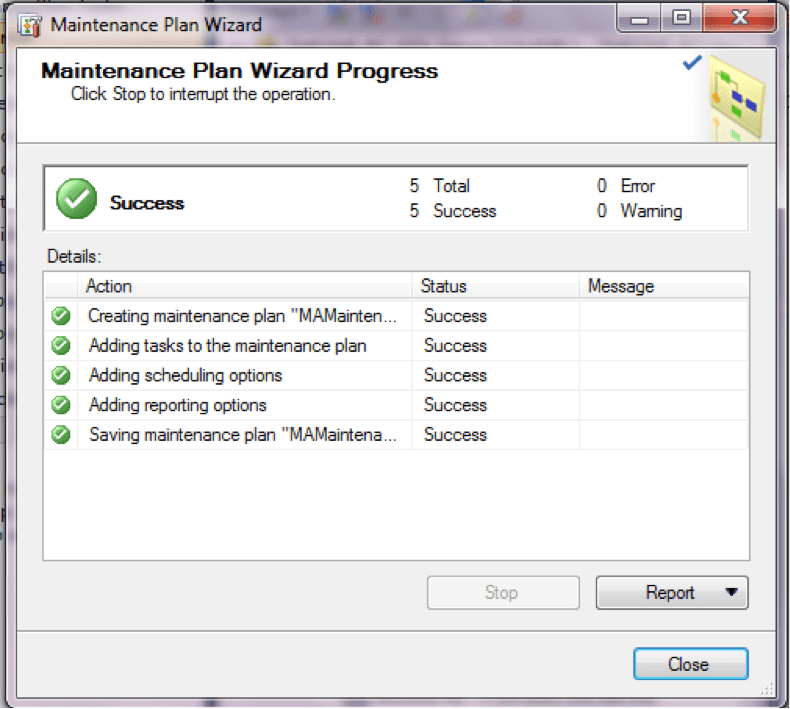 Maintenance Plan Wizard
Maintenance Plan Wizard Progress
Click Stop to interrupt the operation.
Success
5 Total
0 Error
5 Success
0 Warning
Details:
Action Status Message
Creating maintenance plan "MAMainten... Success
Adding tasks to the maintenance plan Success
Adding scheduling options Success
Adding reporting options Success
Saving maintenance plan "MAMaintena... Success
Stop Report
Close